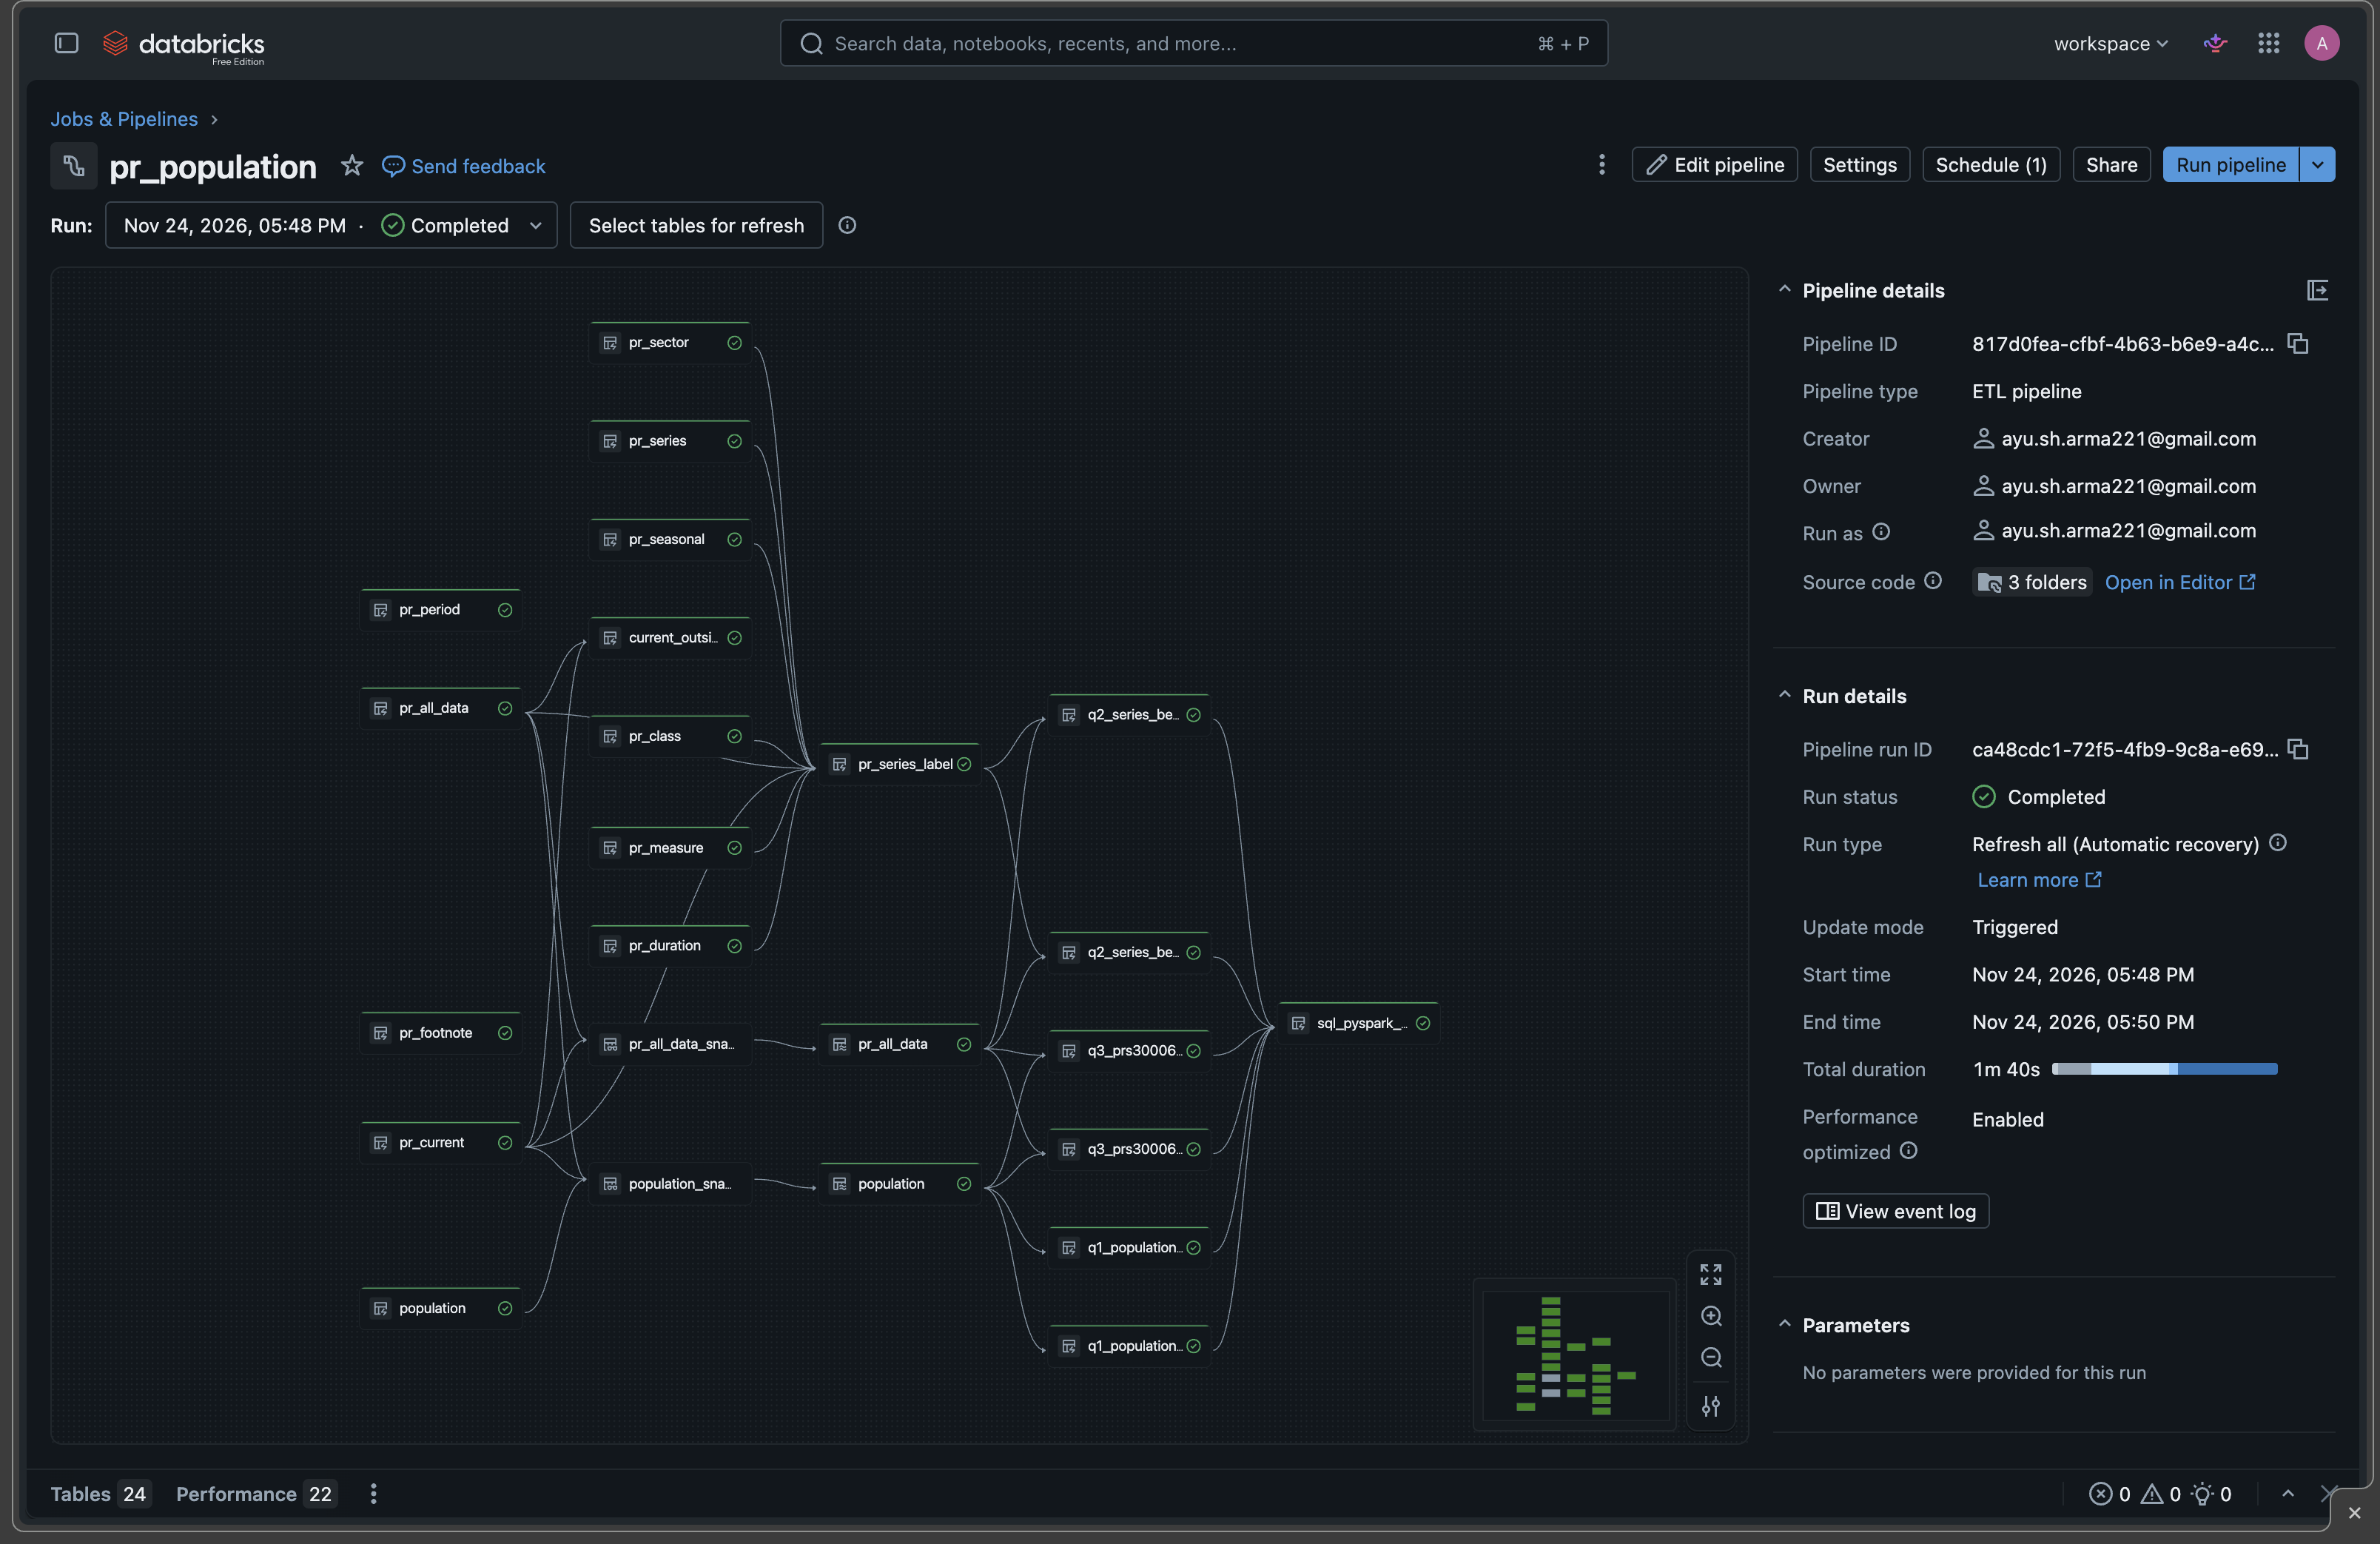 databricks
Free Edition
Search data, notebooks, recents, and more...
⌘ + P
workspace
A
Jobs & Pipelines
pr_population
Send feedback
Edit pipeline
Settings
Schedule (1)
Share
Run pipeline
Run:
Nov 24, 2026, 05:48 PM · Completed
Select tables for refresh
pr_sector
pr_series
pr_seasonal
pr_period
current_outsi...
pr_all_data
pr_class
q2_series_be...
pr_series_label
pr_measure
pr_duration
q2_series_be...
sql_pyspark_...
pr_footnote
pr_all_data_sna...
pr_all_data
q3_prs30006...
pr_current
q3_prs30006...
population_sna...
population
q1_population...
population
q1_population...
Pipeline details
Pipeline ID
817d0fea-cfbf-4b63-b6e9-a4c...
Pipeline type
ETL pipeline
Creator
ayu.sh.arma221@gmail.com
Owner
ayu.sh.arma221@gmail.com
Run as
ayu.sh.arma221@gmail.com
Source code
3 folders
Open in Editor
Run details
Pipeline run ID
ca48cdc1-72f5-4fb9-9c8a-e69...
Run status
Completed
Run type
Refresh all (Automatic recovery)
Learn more
Update mode
Triggered
Start time
Nov 24, 2026, 05:48 PM
End time
Nov 24, 2026, 05:50 PM
Total duration
1m 40s
Performance
optimized
Enabled
View event log
Parameters
No parameters were provided for this run
Tables 24
Performance 22
0
0
0